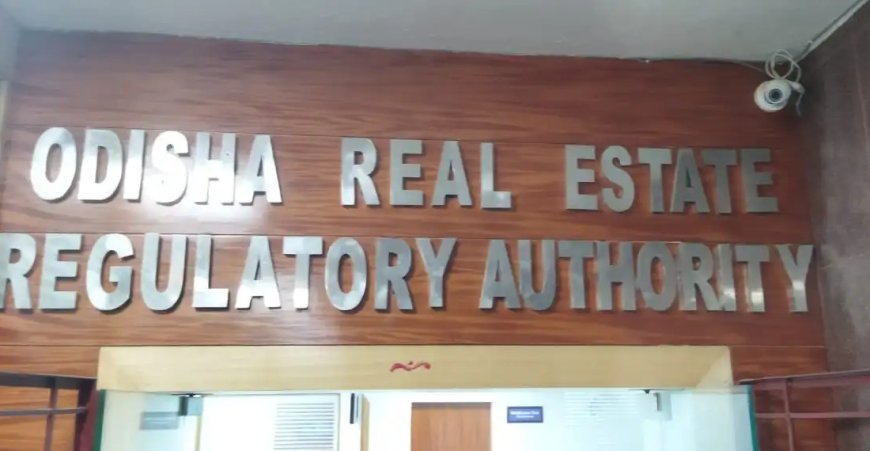 ODISHA REAL ESTATE
REGULATORY AUTHORITY